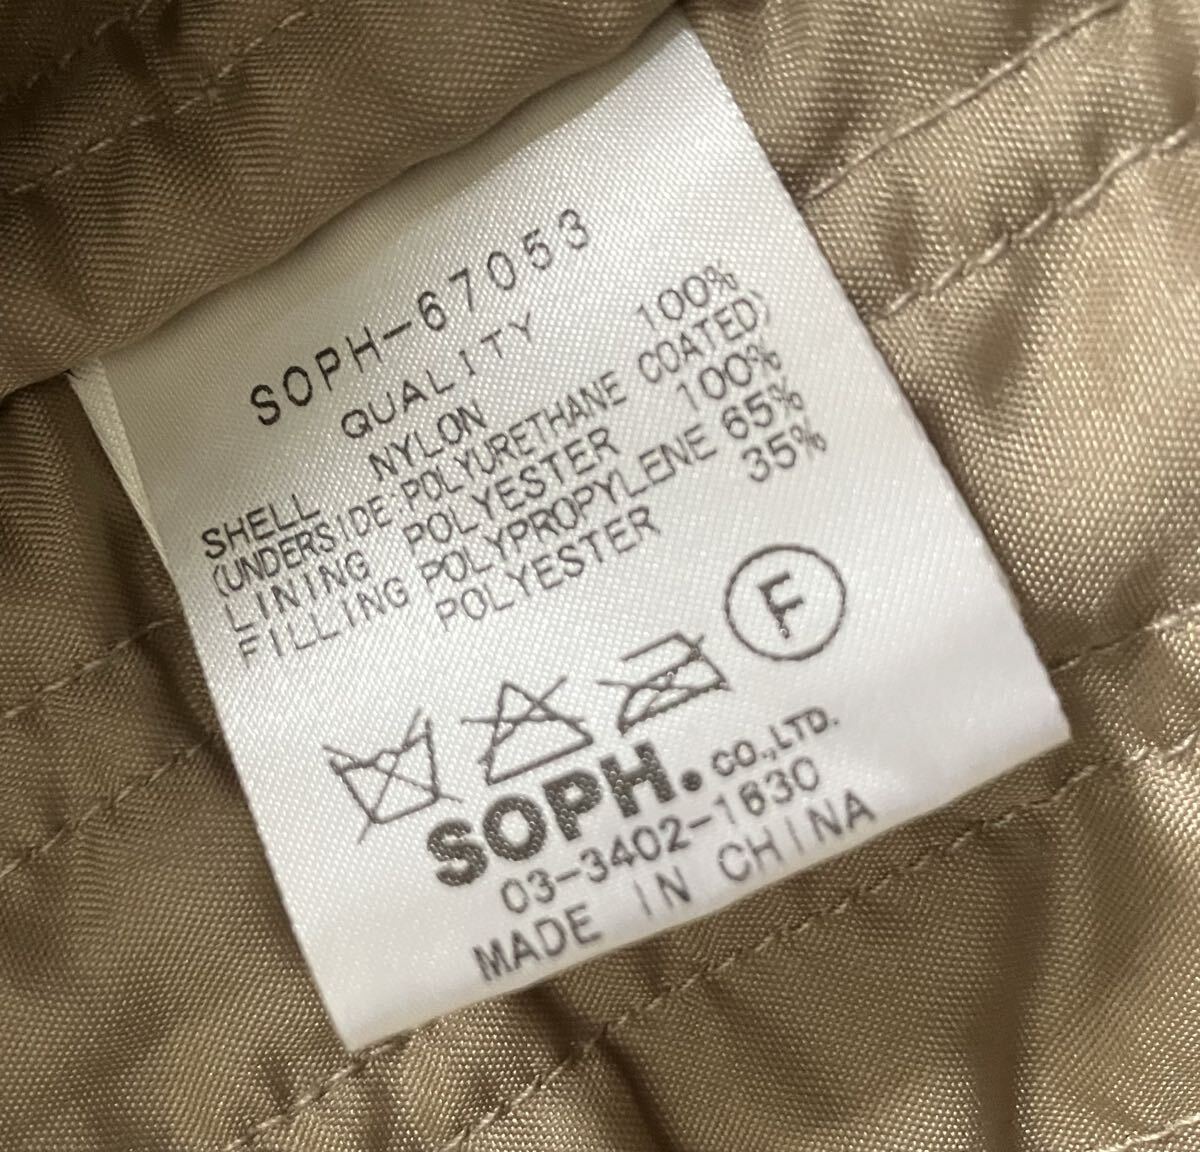 SOPH-67053
QUALITY
SHELL NYLON 100%
(UNDERSIDE:POLYURETHANE COATED)
LINING POLYESTER 100%
FILLING POLYPROPYLENE 65%
POLYESTER 35%
F
SOPH. CO.,LTD.
03-3402-1630
MADE IN CHINA